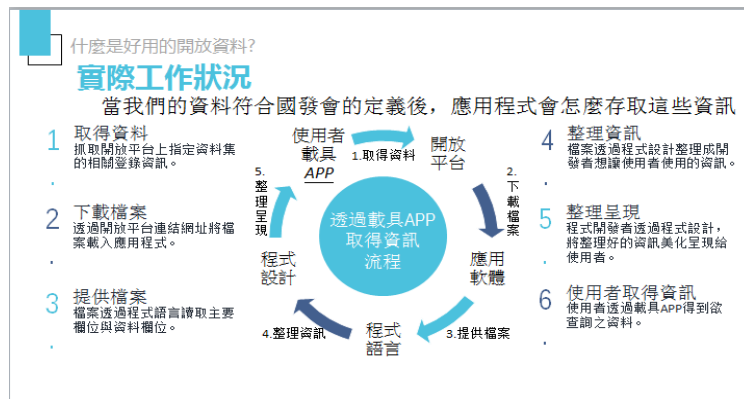 什麼是好用的開放資料?
實際工作狀況
當我們的資料符合國發會的定義後，應用程式會怎麼存取這些資訊
1 取得資料
抓取開放平台上指定資料集
的相關登錄資訊。
.
2 下載檔案
透過開放平台連結網址將檔
案載入應用程式。
.
3 提供檔案
檔案透過程式語言讀取主要
欄位與資料欄位。
.
使用者
載具
APP
1.取得資料
開放
平台
2.
下
載
檔
案
應用
軟體
3.提供檔案
程式
語言
4.整理資訊
程式
設計
5.
整
理
呈
現
透過載具APP
取得資訊
流程
4 整理資訊
檔案透過程式設計整理成開
發者想讓使用者使用的資訊。
.
5 整理呈現
程式開發者透過程式設計，
將整理好的資訊美化呈現給
使用者。
.
6 使用者取得資訊
使用者透過載具APP得到欲
查詢之資料。
.